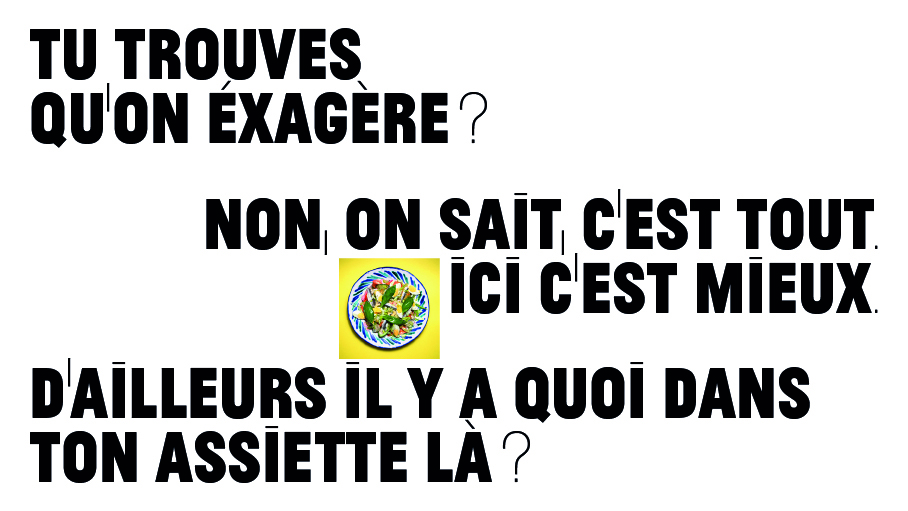 TU TROUVES
QU'ON ÉXAGÈRE ?
NON, ON SAIT, C'EST TOUT.
ICI C'EST MIEUX.
D'AILLEURS IL Y A QUOI DANS
TON ASSIETTE LÀ ?